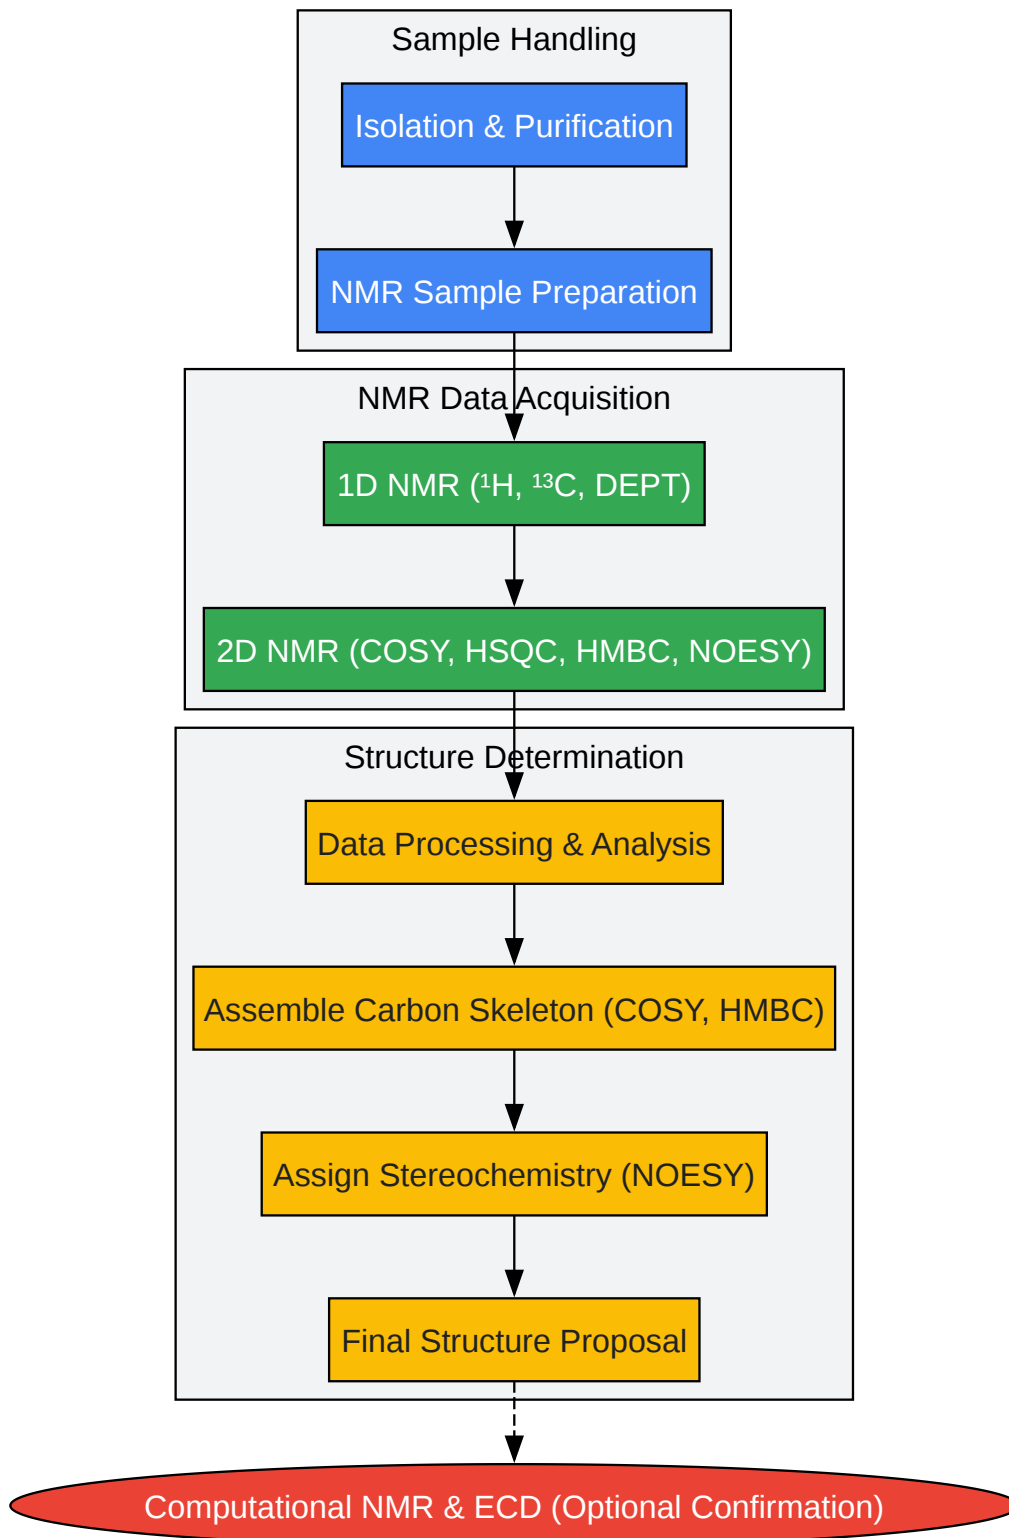 Sample Handling
Isolation & Purification
NMR Sample Preparation
NMR Data Acquisition
1D NMR (¹H, ¹³C, DEPT)
2D NMR (COSY, HSQC, HMBC, NOESY)
Structure Determination
Data Processing & Analysis
Assemble Carbon Skeleton (COSY, HMBC)
Assign Stereochemistry (NOESY)
Final Structure Proposal
Computational NMR & ECD (Optional Confirmation)